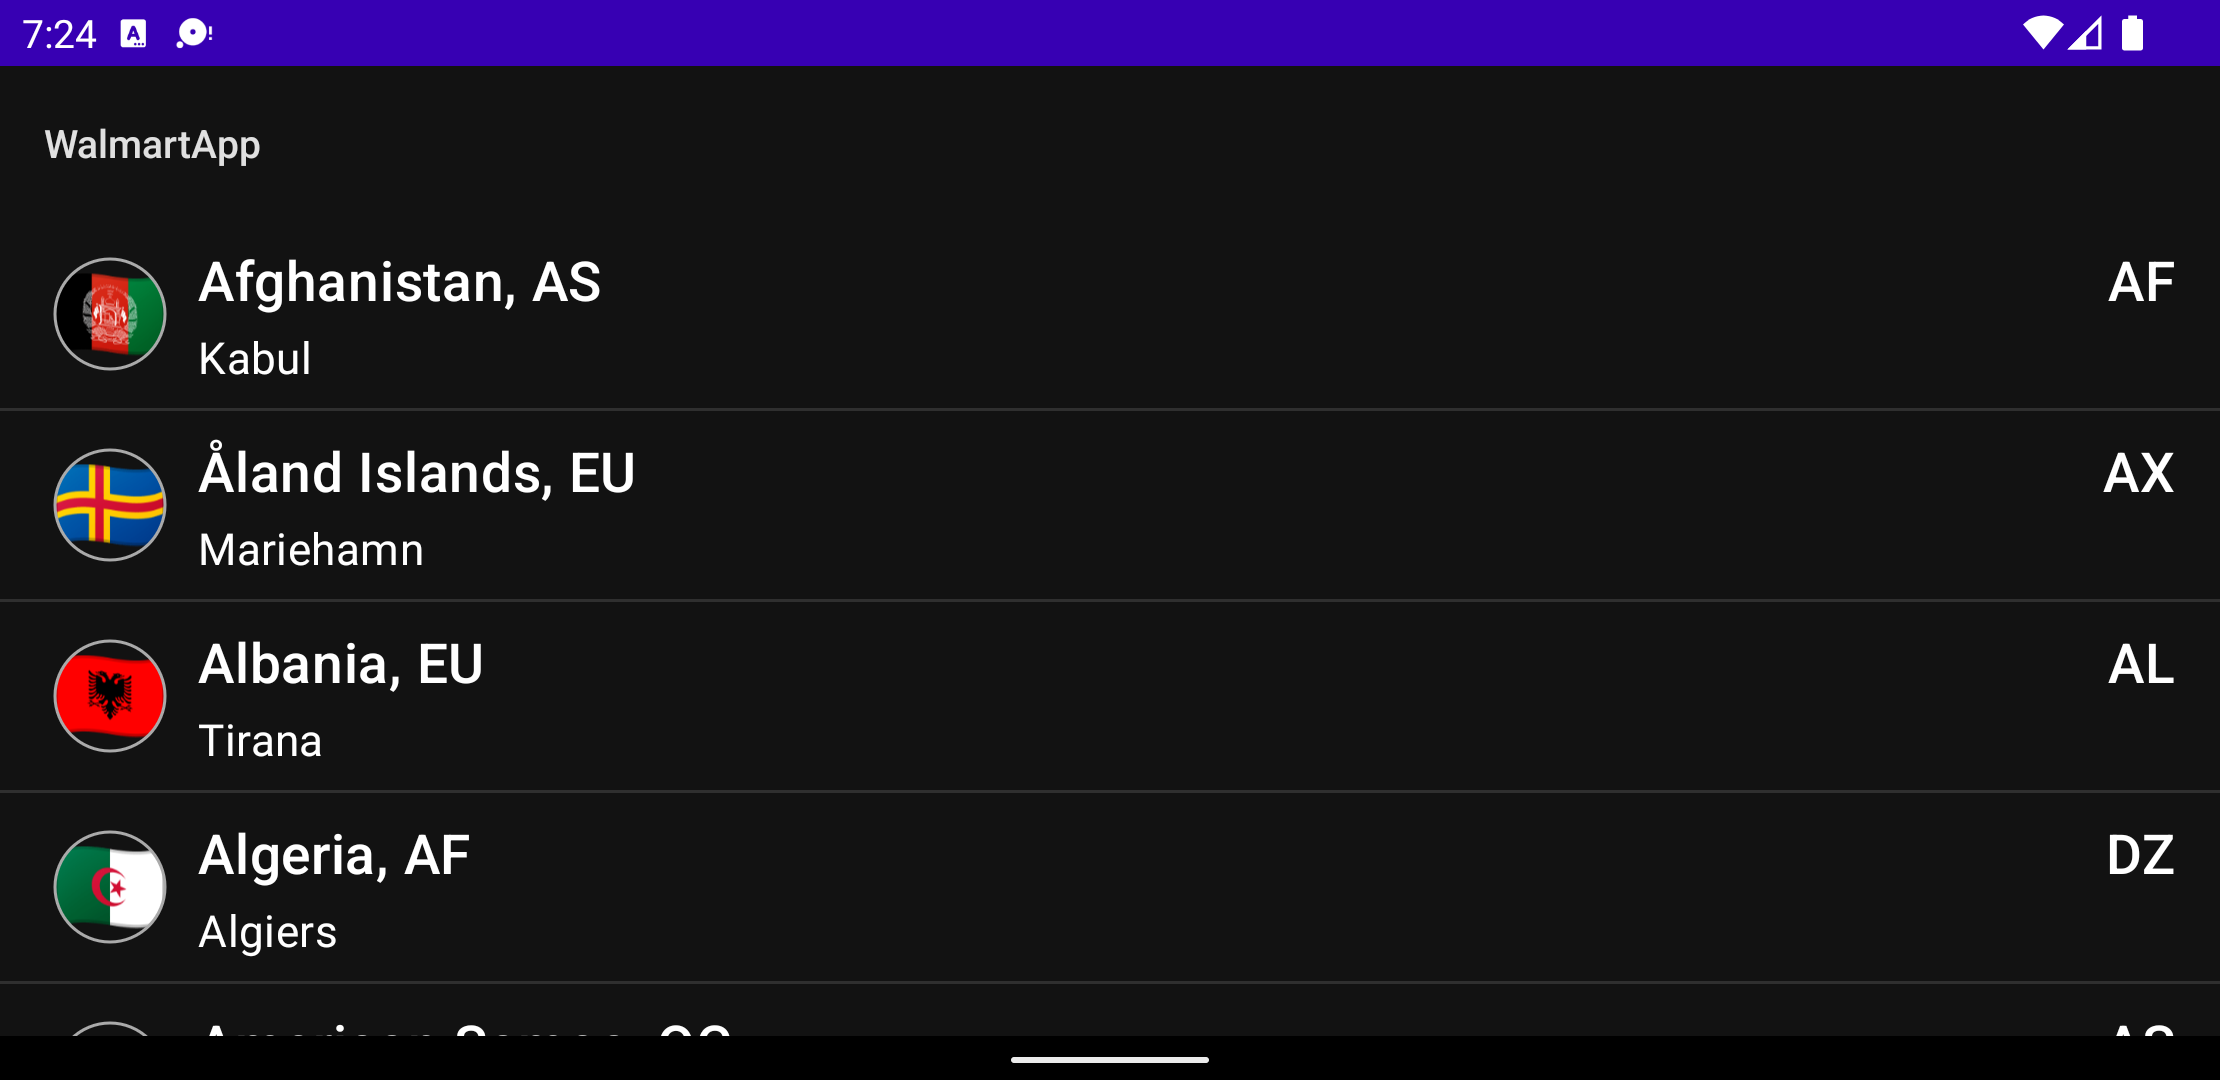 7:24
WalmartApp
Afghanistan, AS
AF
Kabul
Åland Islands, EU
AX
Mariehamn
Albania, EU
AL
Tirana
Algeria, AF
DZ
Algiers